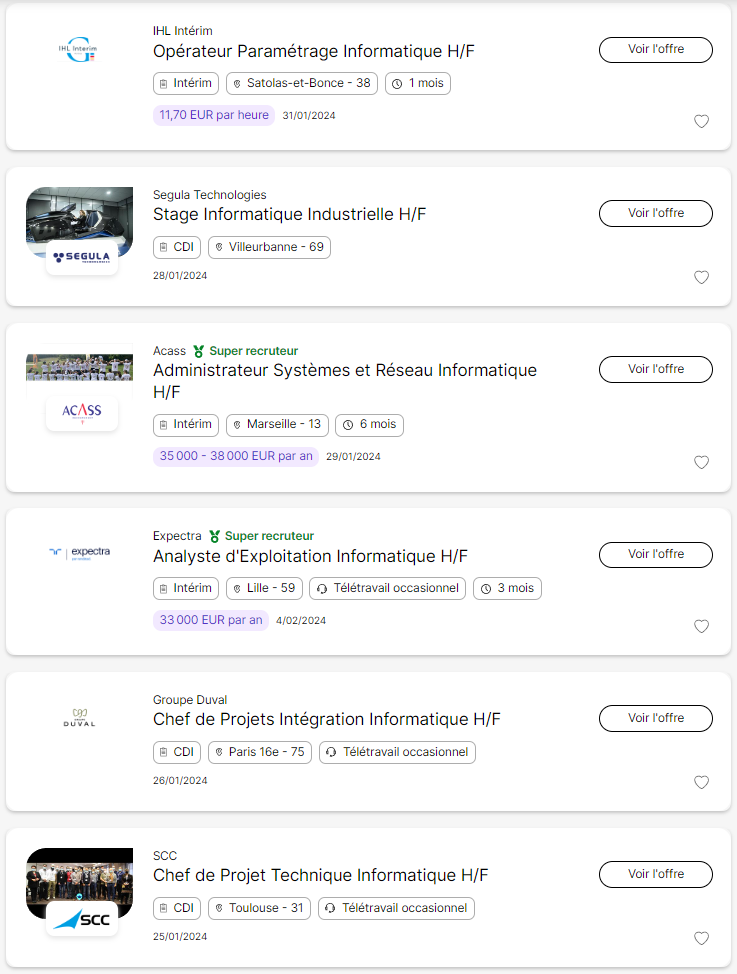 IHL Intérim
IHL Intérim
Opérateur Paramétrage Informatique H/F
Voir l'offre
Intérim
Satolas-et-Bonce - 38
1 mois
11,70 EUR par heure
31/01/2024
Segula Technologies
Stage Informatique Industrielle H/F
Voir l'offre
SEGULA
CDI
Villeurbanne - 69
28/01/2024
Acass
Super recruteur
Administrateur Systèmes et Réseau Informatique
H/F
Voir l'offre
ACASS
Intérim
Marseille - 13
6 mois
35 000 - 38 000 EUR par an
29/01/2024
Expectra
Super recruteur
expectra
Analyste d'Exploitation Informatique H/F
Voir l'offre
Intérim
Lille - 59
Télétravail occasionnel
3 mois
33 000 EUR par an
4/02/2024
Groupe Duval
DUVAL
Chef de Projets Intégration Informatique H/F
Voir l'offre
CDI
Paris 16e - 75
Télétravail occasionnel
26/01/2024
SCC
Chef de Projet Technique Informatique H/F
Voir l'offre
SCC
CDI
Toulouse - 31
Télétravail occasionnel
25/01/2024